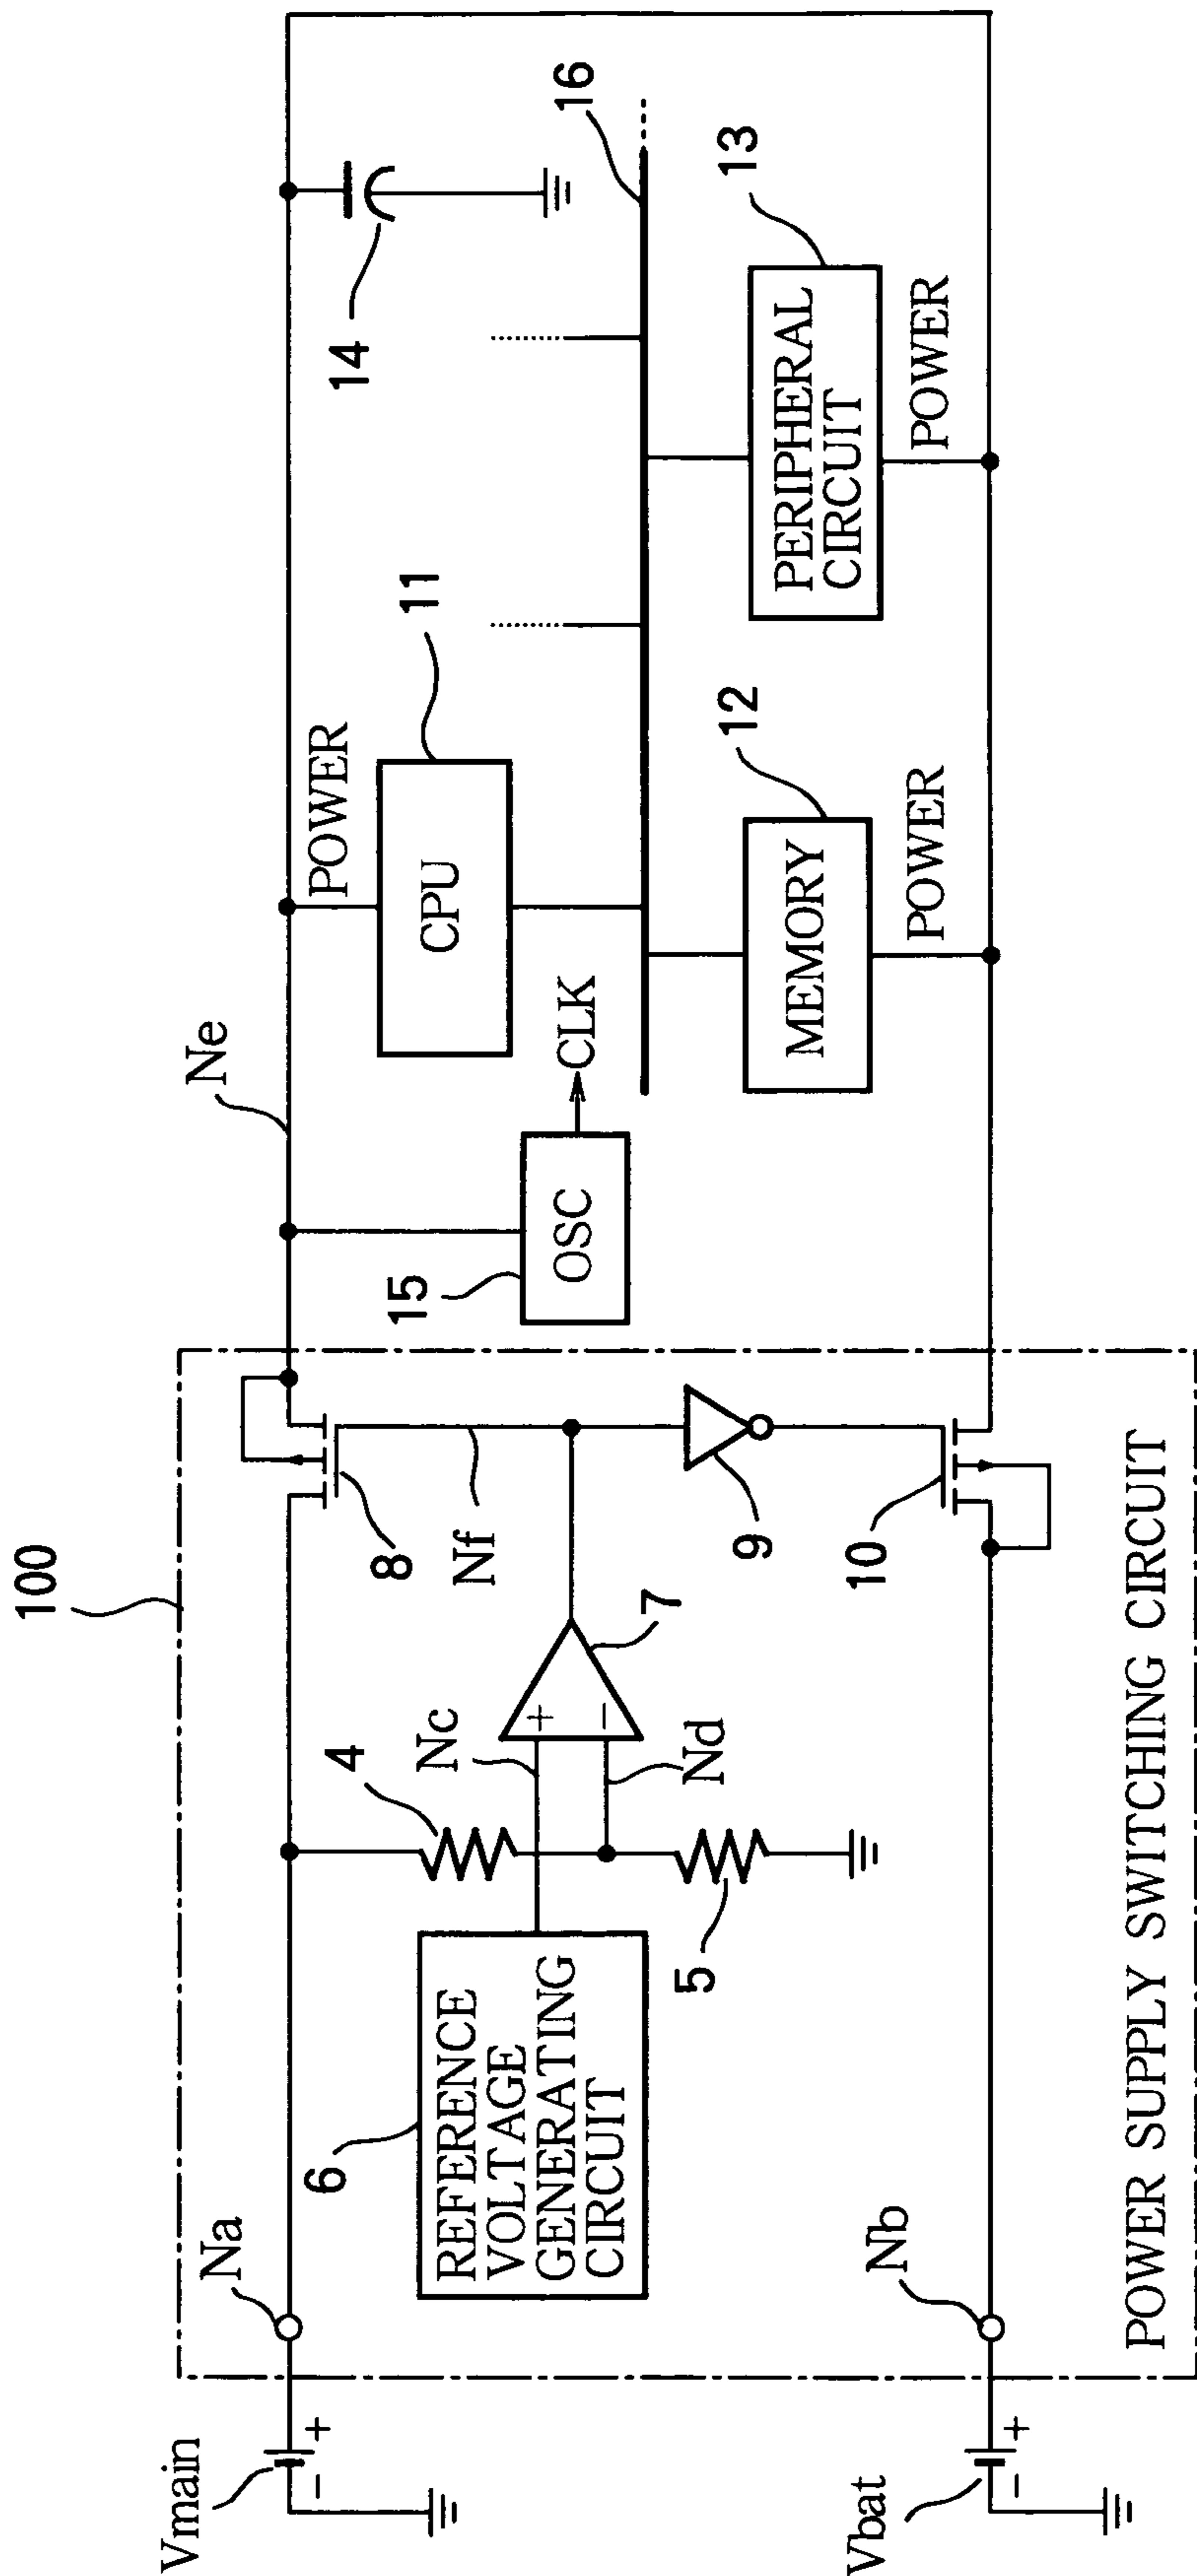 100
Vmain
+
−
Na
4
Nc
Nd
+
−
7
8
Nf
9
10
6
REFERENCE
VOLTAGE
GENERATING
CIRCUIT
5
Nb
Vbat
+
−
POWER SUPPLY SWITCHING CIRCUIT
Ne
15
OSC
CLK
POWER
CPU
11
14
16
MEMORY
12
POWER
PERIPHERAL
CIRCUIT
13
POWER